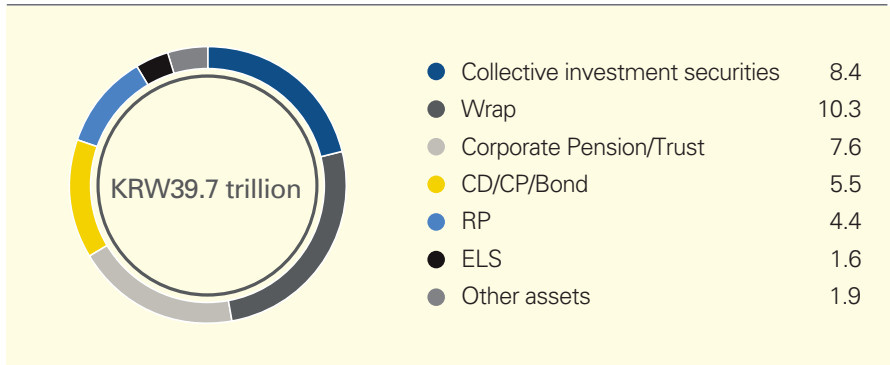 KRW39.7 trillion
Collective investment securities 8.4
Wrap 10.3
Corporate Pension/Trust 7.6
CD/CP/Bond 5.5
RP 4.4
ELS 1.6
Other assets 1.9